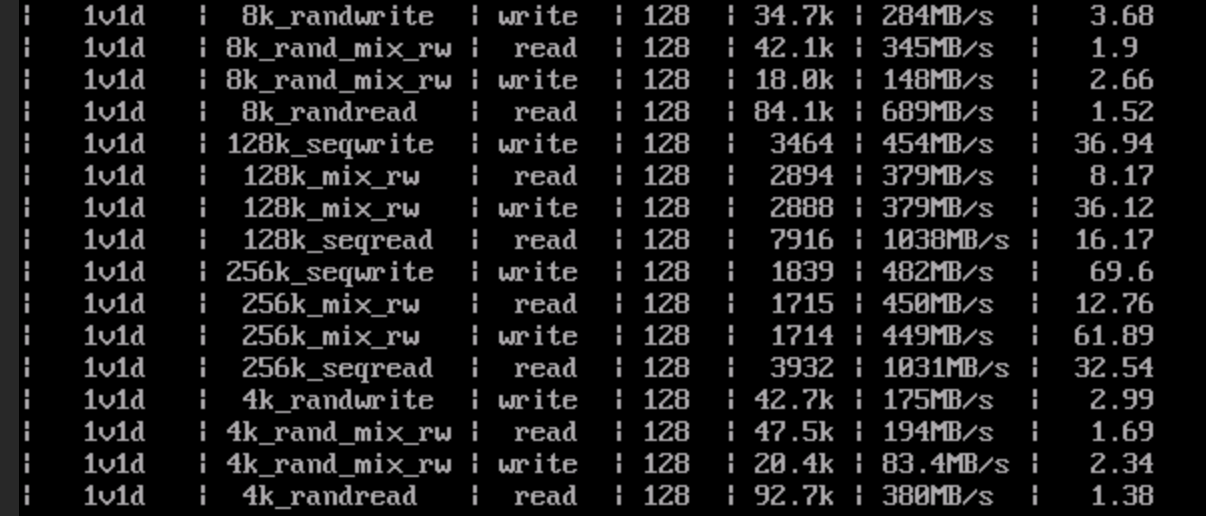 ¦ 1v1d ¦ 8k_randwrite ¦ write ¦ 128 ¦ 34.7k ¦ 284MB/s ¦ 3.68
¦ 1v1d ¦ 8k_rand_mix_rw ¦ read ¦ 128 ¦ 42.1k ¦ 345MB/s ¦ 1.9
¦ 1v1d ¦ 8k_rand_mix_rw ¦ write ¦ 128 ¦ 18.0k ¦ 148MB/s ¦ 2.66
¦ 1v1d ¦ 8k_randread ¦ read ¦ 128 ¦ 84.1k ¦ 689MB/s ¦ 1.52
¦ 1v1d ¦ 128k_seqwrite ¦ write ¦ 128 ¦ 3464 ¦ 454MB/s ¦ 36.94
¦ 1v1d ¦ 128k_mix_rw ¦ read ¦ 128 ¦ 2894 ¦ 379MB/s ¦ 8.17
¦ 1v1d ¦ 128k_mix_rw ¦ write ¦ 128 ¦ 2888 ¦ 379MB/s ¦ 36.12
¦ 1v1d ¦ 128k_seqread ¦ read ¦ 128 ¦ 7916 ¦ 1038MB/s ¦ 16.17
¦ 1v1d ¦ 256k_seqwrite ¦ write ¦ 128 ¦ 1839 ¦ 482MB/s ¦ 69.6
¦ 1v1d ¦ 256k_mix_rw ¦ read ¦ 128 ¦ 1715 ¦ 450MB/s ¦ 12.76
¦ 1v1d ¦ 256k_mix_rw ¦ write ¦ 128 ¦ 1714 ¦ 449MB/s ¦ 61.89
¦ 1v1d ¦ 256k_seqread ¦ read ¦ 128 ¦ 3932 ¦ 1031MB/s ¦ 32.54
¦ 1v1d ¦ 4k_randwrite ¦ write ¦ 128 ¦ 42.7k ¦ 175MB/s ¦ 2.99
¦ 1v1d ¦ 4k_rand_mix_rw ¦ read ¦ 128 ¦ 47.5k ¦ 194MB/s ¦ 1.69
¦ 1v1d ¦ 4k_rand_mix_rw ¦ write ¦ 128 ¦ 20.4k ¦ 83.4MB/s ¦ 2.34
¦ 1v1d ¦ 4k_randread ¦ read ¦ 128 ¦ 92.7k ¦ 380MB/s ¦ 1.38